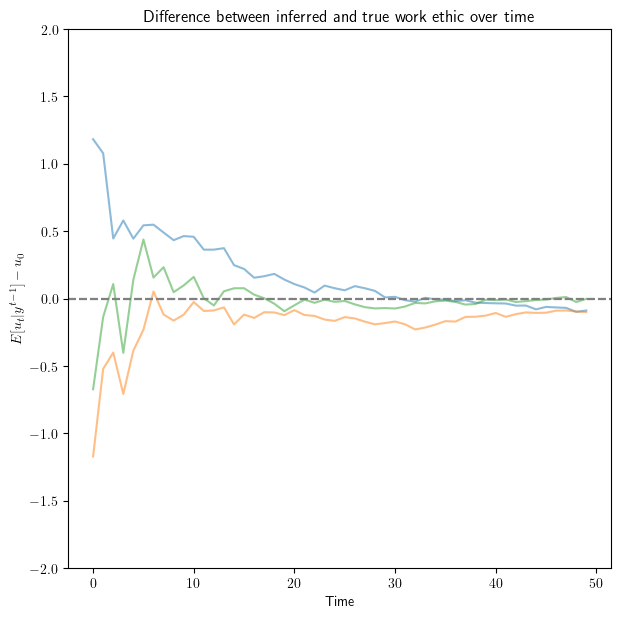 Difference between inferred and true work ethic over time
2.0
1.5
1.0
0.5
0.0
−0.5
−1.0
−1.5
−2.0
E[u_t|y^{t−1}] − u_0
0 10 20 30 40 50
Time